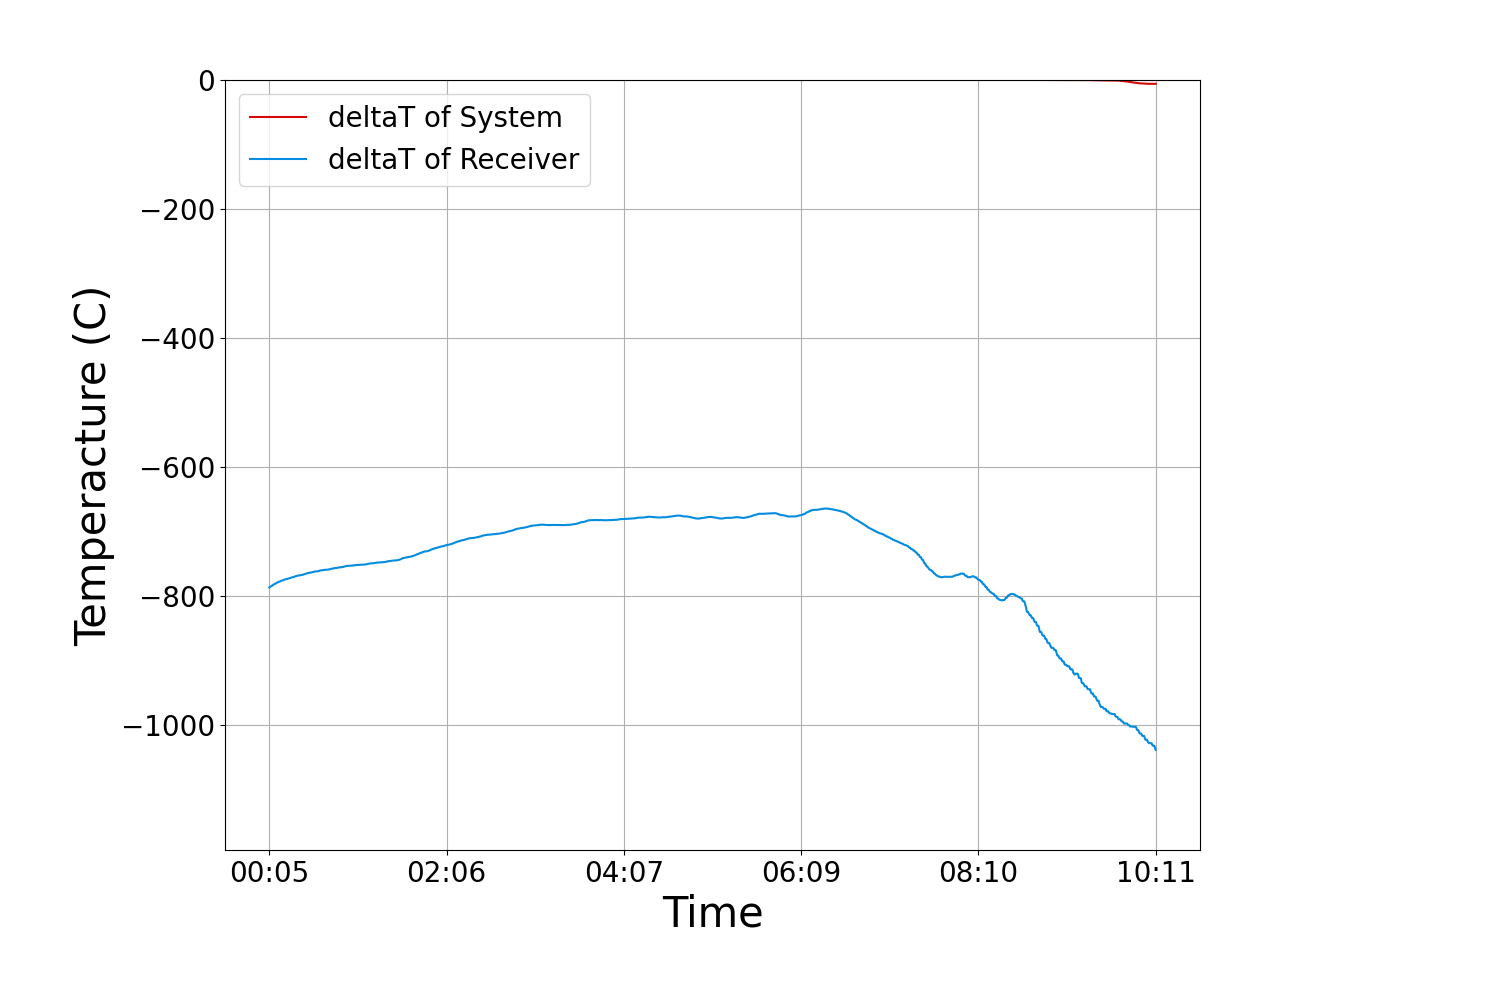 0
−200
−400
−600
−800
−1000
Temperacture (C)
deltaT of System
deltaT of Receiver
00:05 02:06 04:07 06:09 08:10 10:11
Time